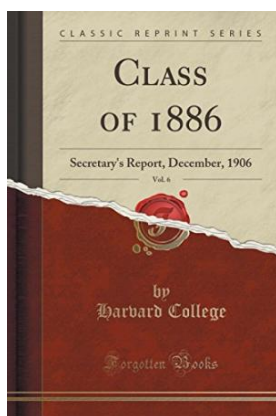 CLASSIC REPRINT SERIES
CLASS
OF 1886
Secretary's Report, December, 1906
Vol. 6
by
Harvard College
Forgotten Books